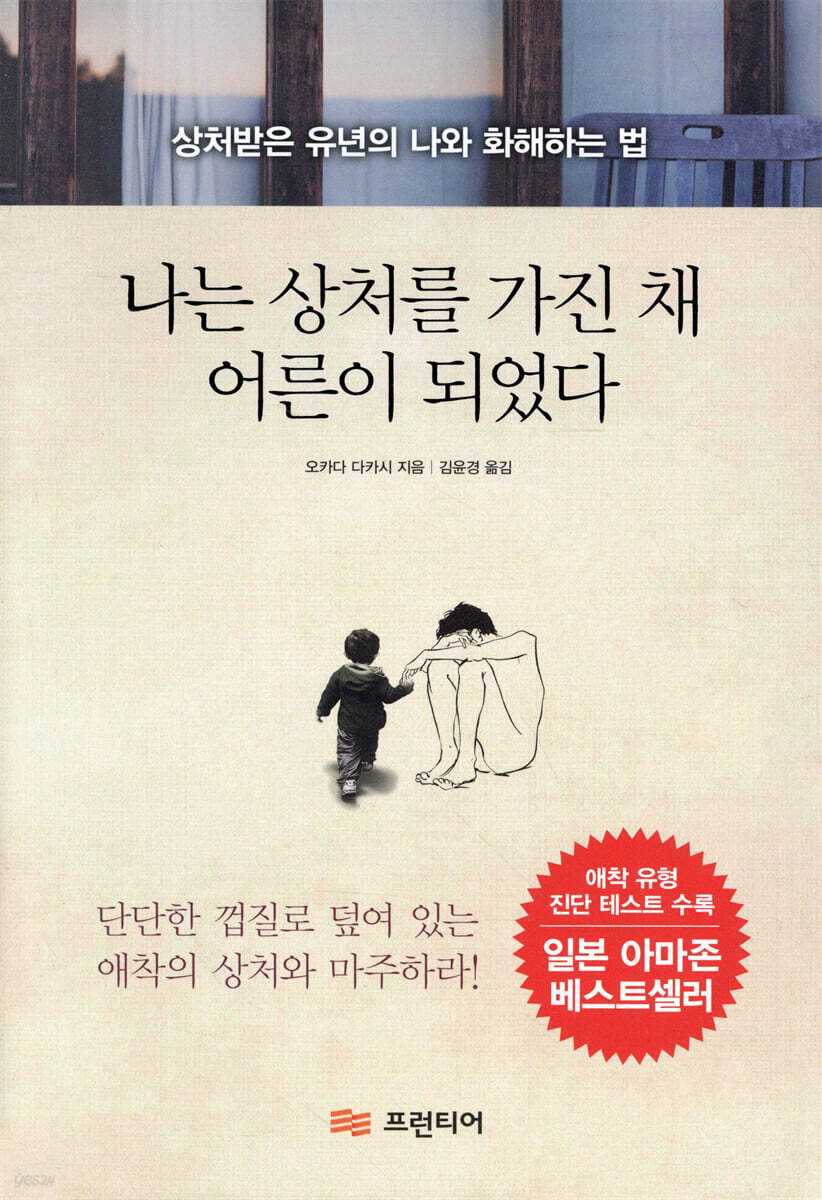 상처받은 유년의 나와 화해하는 법
나는 상처를 가진 채
어른이 되었다
오카다 다카시 지음 | 김윤경 옮김
단단한 껍질로 덮여 있는
애착의 상처와 마주하라!
애착 유형
진단 테스트 수록
일본 아마존
베스트셀러
프런티어
yes24